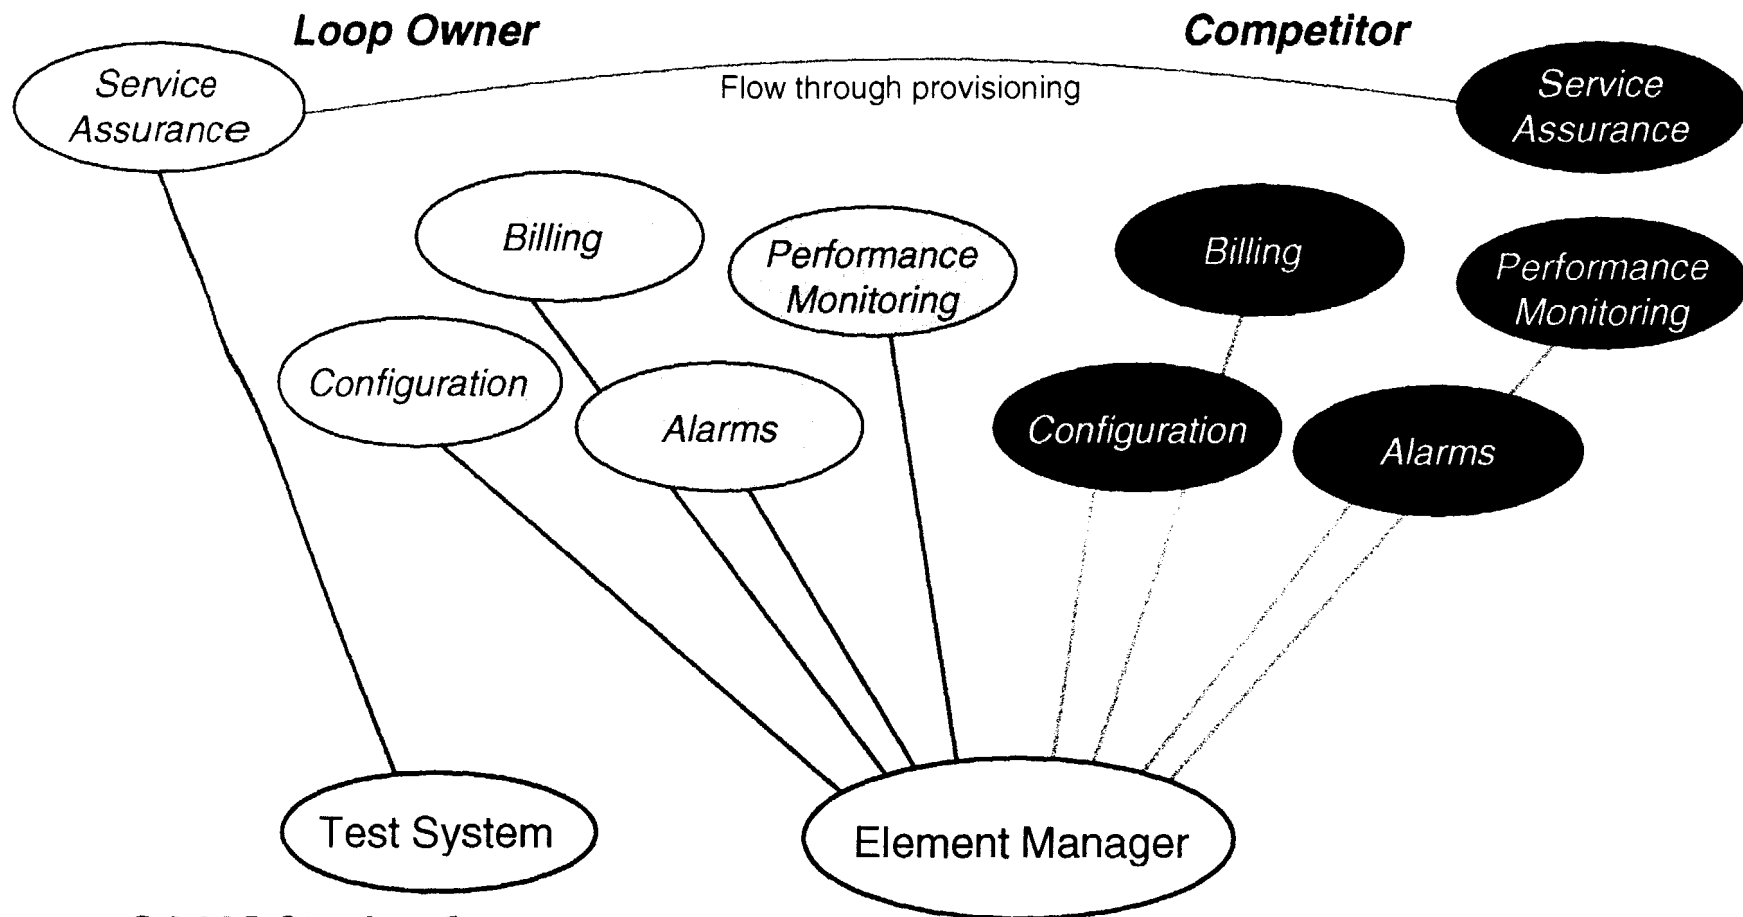 Loop Owner
Competitor
Service
Assurance
Flow through provisioning
Service
Assurance
Billing
Performance
Monitoring
Billing
Performance
Monitoring
Configuration
Alarms
Configuration
Alarms
Test System
Element Manager